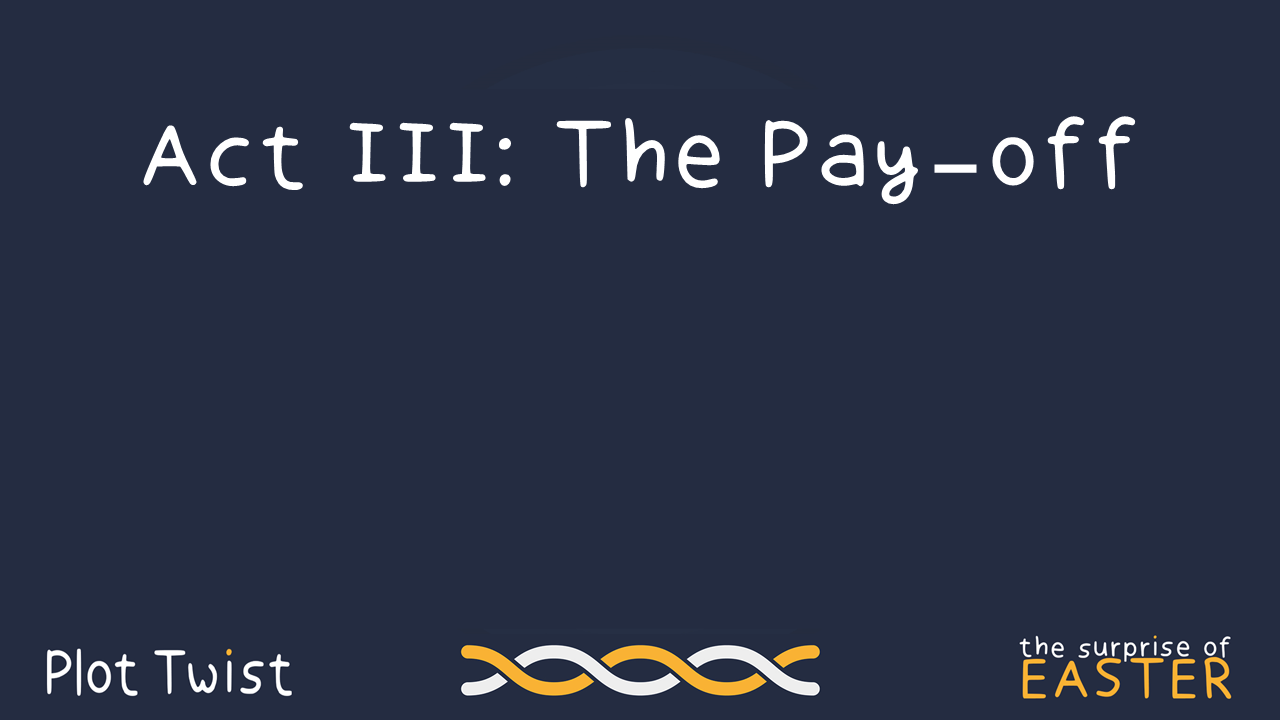 Act III: The Pay-off
Plot Twist
the surprise of
EASTER